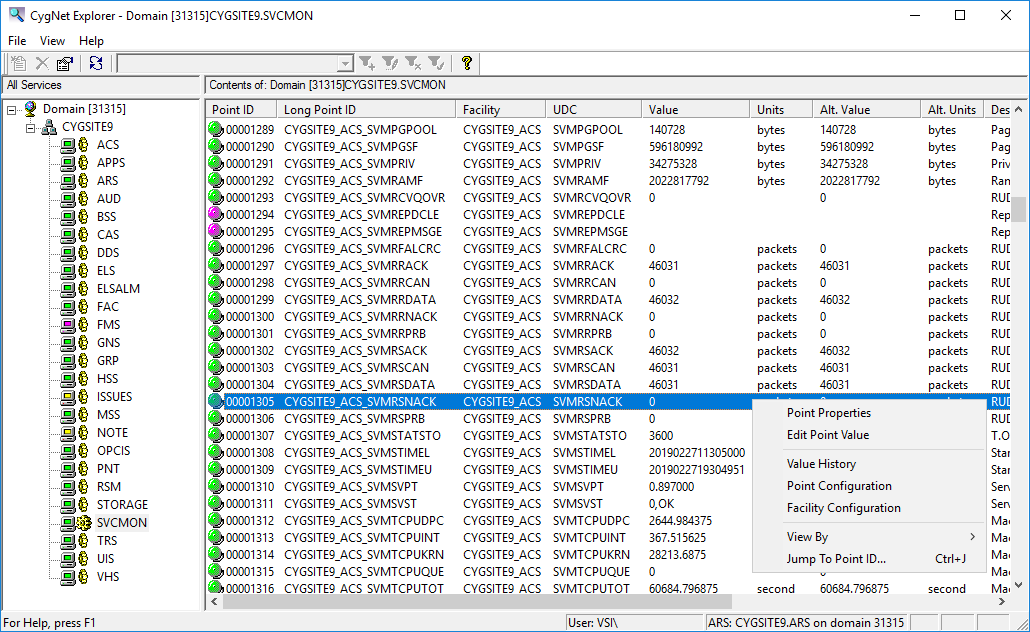 CygNet Explorer - Domain [31315]CYGSITE9.SVCMON
File View Help
All Services
Contents of: Domain [31315]CYGSITE9.SVCMON
Domain [31315]
CYGSITE9
ACS
APPS
ARS
AUD
BSS
CAS
DDS
ELS
ELSALM
FAC
FMS
GNS
GRP
HSS
ISSUES
MSS
NOTE
OPCIS
PNT
RSM
STORAGE
SVCMON
TRS
UIS
VHS
Point ID Long Point ID Facility UDC Value Units Alt. Value Alt. Units Des
00001289 CYGSITE9_ACS_SVMPGPOOL CYGSITE9_ACS SVMPGPOOL 140728 bytes 140728 bytes Pag
00001290 CYGSITE9_ACS_SVMPGSF CYGSITE9_ACS SVMPGSF 596180992 bytes 596180992 bytes Pag
00001291 CYGSITE9_ACS_SVMPRIV CYGSITE9_ACS SVMPRIV 34275328 bytes 34275328 bytes Priv
00001292 CYGSITE9_ACS_SVMRAMF CYGSITE9_ACS SVMRAMF 2022817792 bytes 2022817792 bytes Ran
00001293 CYGSITE9_ACS_SVMRCVQOVR CYGSITE9_ACS SVMRCVQOVR 0 0 RUD
00001294 CYGSITE9_ACS_SVMREPDCLE CYGSITE9_ACS SVMREPDCLE Rep
00001295 CYGSITE9_ACS_SVMREPMSGE CYGSITE9_ACS SVMREPMSGE Rep
00001296 CYGSITE9_ACS_SVMRFALCRC CYGSITE9_ACS SVMRFALCRC 0 packets 0 packets RUD
00001297 CYGSITE9_ACS_SVMRRACK CYGSITE9_ACS SVMRRACK 46031 packets 46031 packets RUD
00001298 CYGSITE9_ACS_SVMRRCAN CYGSITE9_ACS SVMRRCAN 0 packets 0 packets RUD
00001299 CYGSITE9_ACS_SVMRRDATA CYGSITE9_ACS SVMRRDATA 46032 packets 46032 packets RUD
00001300 CYGSITE9_ACS_SVMRRNACK CYGSITE9_ACS SVMRRNACK 0 packets 0 packets RUD
00001301 CYGSITE9_ACS_SVMRRPRB CYGSITE9_ACS SVMRRPRB 0 packets 0 packets RUD
00001302 CYGSITE9_ACS_SVMRSACK CYGSITE9_ACS SVMRSACK 46032 packets 46032 packets RUD
00001303 CYGSITE9_ACS_SVMRSCAN CYGSITE9_ACS SVMRSCAN 46031 packets 46031 packets RUD
00001304 CYGSITE9_ACS_SVMRSDATA CYGSITE9_ACS SVMRSDATA 46031 packets 46031 packets RUD
00001305 CYGSITE9_ACS_SVMRSNACK CYGSITE9_ACS SVMRSNACK 0 RUD
00001306 CYGSITE9_ACS_SVMRSPRB CYGSITE9_ACS SVMRSPRB 0 RUD
00001307 CYGSITE9_ACS_SVMSTATSTO CYGSITE9_ACS SVMSTATSTO 3600 T.O
00001308 CYGSITE9_ACS_SVMSTIMEL CYGSITE9_ACS SVMSTIMEL 2019022711305000 Star
00001309 CYGSITE9_ACS_SVMSTIMEU CYGSITE9_ACS SVMSTIMEU 2019022719304951 Star
00001310 CYGSITE9_ACS_SVMSVPT CYGSITE9_ACS SVMSVPT 0.897000 Serv
00001311 CYGSITE9_ACS_SVMSVST CYGSITE9_ACS SVMSVST 0,OK Serv
00001312 CYGSITE9_ACS_SVMTCPUDPC CYGSITE9_ACS SVMTCPUDPC 2644.984375 Mac
00001313 CYGSITE9_ACS_SVMTCPUINT CYGSITE9_ACS SVMTCPUINT 367.515625 Mac
00001314 CYGSITE9_ACS_SVMTCPUKRN CYGSITE9_ACS SVMTCPUKRN 28213.6875 Mac
00001315 CYGSITE9_ACS_SVMTCPUQUE CYGSITE9_ACS SVMTCPUQUE 0 0 Mac
00001316 CYGSITE9_ACS_SVMTCPUTOT CYGSITE9_ACS SVMTCPUTOT 60684.796875 second 60684.796875 second Mac
Point Properties
Edit Point Value
Value History
Point Configuration
Facility Configuration
View By
Jump To Point ID... Ctrl+J
For Help, press F1
User: VSI\
ARS: CYGSITE9.ARS on domain 31315